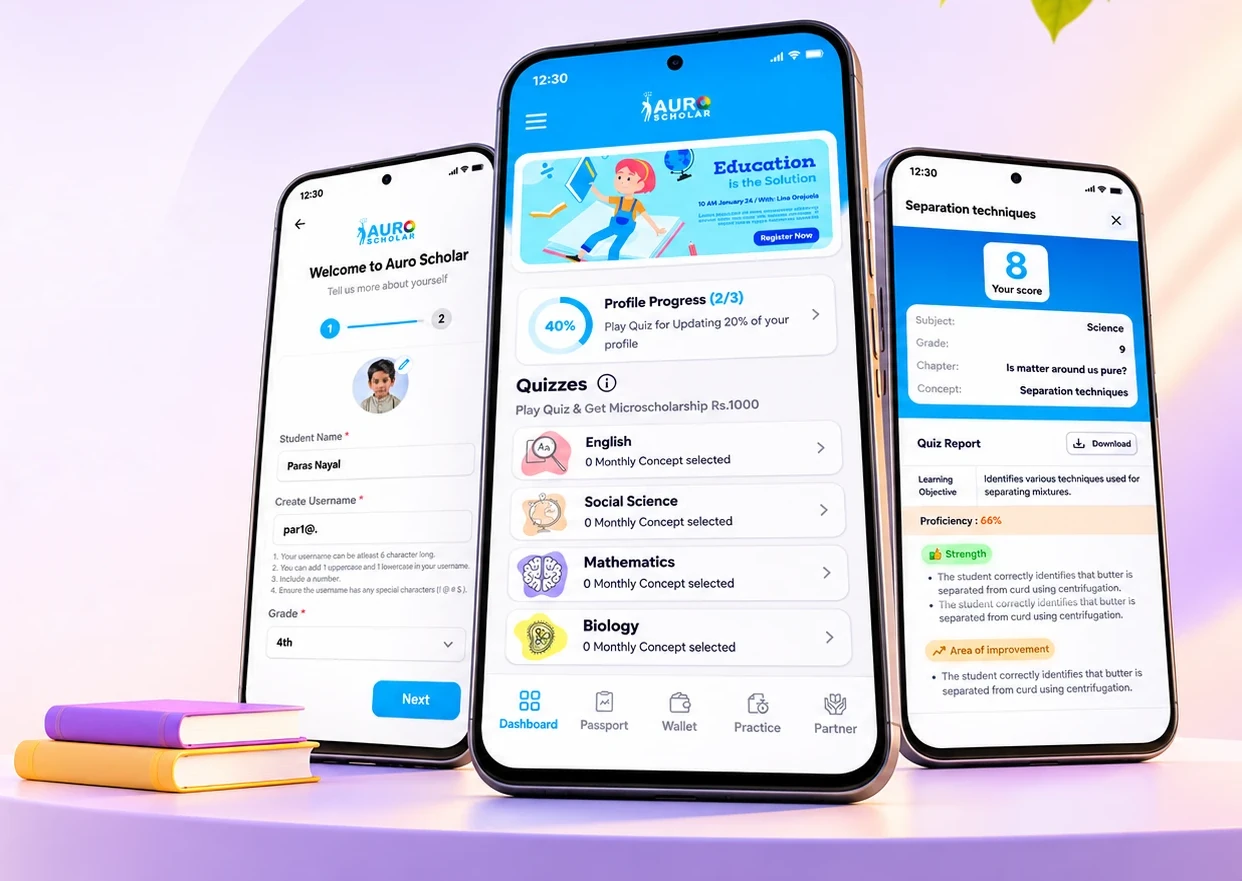 12:30
AURO
SCHOLAR
Welcome to Auro Scholar
Tell us more about yourself
1
2
Student Name *
Paras Nayal
Create Username *
par1@.
1. Your username can be atleast 6 character long.
2. You can add 1 uppercase and 1 lowercase in your username.
3. Include a number.
4. Ensure the username has any special characters [! @ # $ ].
Grade *
4th
Next
12:30
AURO
SCHOLAR
Education
is the Solution
10 AM January 24 / With: Lina Orejuela
Register Now
40%
Profile Progress (2/3)
Play Quiz for Updating 20% of your
profile
Quizzes
Play Quiz & Get Microscholarship Rs.1000
Aa
English
0 Monthly Concept selected
Social Science
0 Monthly Concept selected
Mathematics
0 Monthly Concept selected
Biology
0 Monthly Concept selected
Dashboard
Passport
Wallet
Practice
Partner
12:30
Separation techniques
8
Your score
Subject: Science
Grade: 9
Chapter: Is matter around us pure?
Concept: Separation techniques
Quiz Report
Download
Learning
Objective
Identifies various techniques used for
separating mixtures.
Proficiency : 66%
Strength
• The student correctly identifies that butter is
separated from curd using centrifugation.
• The student correctly identifies that butter is
separated from curd using centrifugation.
Area of improvement
• The student correctly identifies that butter is
separated from curd using centrifugation.